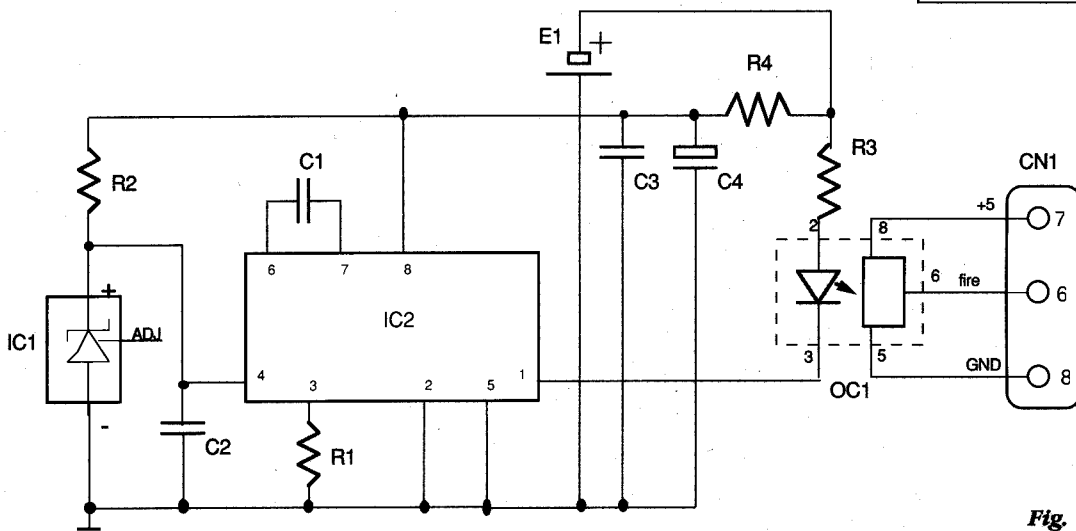 E1
+
R4
R3
CN1
R2
C1
C3
C4
+5
7
2
8
6
7
8
6
fire
6
+
IC1
ADJ
IC2
-
4
3
2
5
1
3
5
GND
8
OC1
C2
R1
Fig.